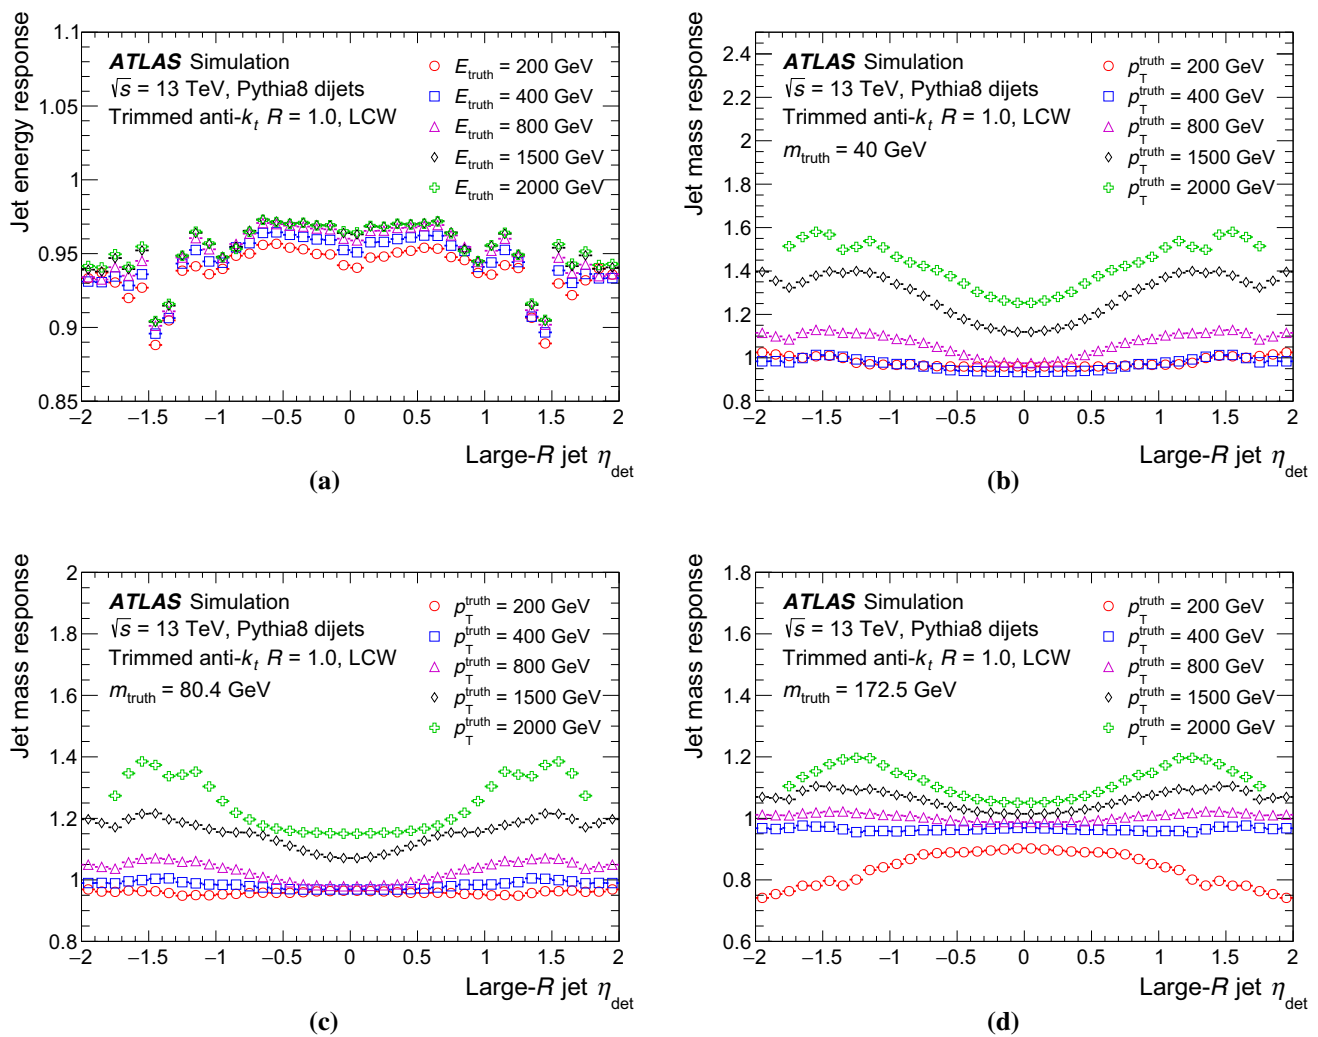 Jet energy response
1.1
1.05
1
0.95
0.9
0.85
ATLAS Simulation
√s = 13 TeV, Pythia8 dijets
Trimmed anti-kt R = 1.0, LCW
Etruth = 200 GeV
Etruth = 400 GeV
Etruth = 800 GeV
Etruth = 1500 GeV
Etruth = 2000 GeV
−2 −1.5 −1 −0.5 0 0.5 1 1.5 2
Large-R jet ηdet
(a)
Jet mass response
2.4
2.2
2
1.8
1.6
1.4
1.2
1
0.8
ATLAS Simulation
√s = 13 TeV, Pythia8 dijets
Trimmed anti-kt R = 1.0, LCW
mtruth = 40 GeV
pTtruth = 200 GeV
pTtruth = 400 GeV
pTtruth = 800 GeV
pTtruth = 1500 GeV
pTtruth = 2000 GeV
−2 −1.5 −1 −0.5 0 0.5 1 1.5 2
Large-R jet ηdet
(b)
Jet mass response
2
1.8
1.6
1.4
1.2
1
0.8
ATLAS Simulation
√s = 13 TeV, Pythia8 dijets
Trimmed anti-kt R = 1.0, LCW
mtruth = 80.4 GeV
pTtruth = 200 GeV
pTtruth = 400 GeV
pTtruth = 800 GeV
pTtruth = 1500 GeV
pTtruth = 2000 GeV
−2 −1.5 −1 −0.5 0 0.5 1 1.5 2
Large-R jet ηdet
(c)
Jet mass response
1.8
1.6
1.4
1.2
1
0.8
0.6
ATLAS Simulation
√s = 13 TeV, Pythia8 dijets
Trimmed anti-kt R = 1.0, LCW
mtruth = 172.5 GeV
pTtruth = 200 GeV
pTtruth = 400 GeV
pTtruth = 800 GeV
pTtruth = 1500 GeV
pTtruth = 2000 GeV
−2 −1.5 −1 −0.5 0 0.5 1 1.5 2
Large-R jet ηdet
(d)